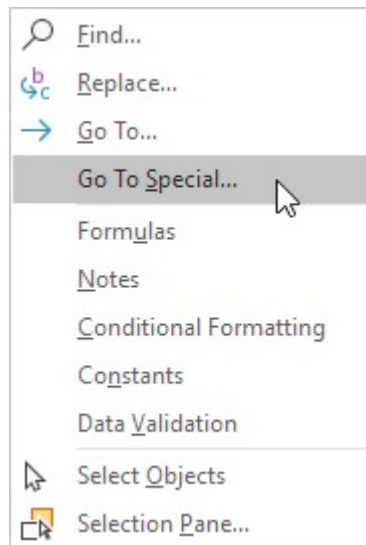 Find...
Replace...
Go To...
Go To Special...
Formulas
Notes
Conditional Formatting
Constants
Data Validation
Select Objects
Selection Pane...